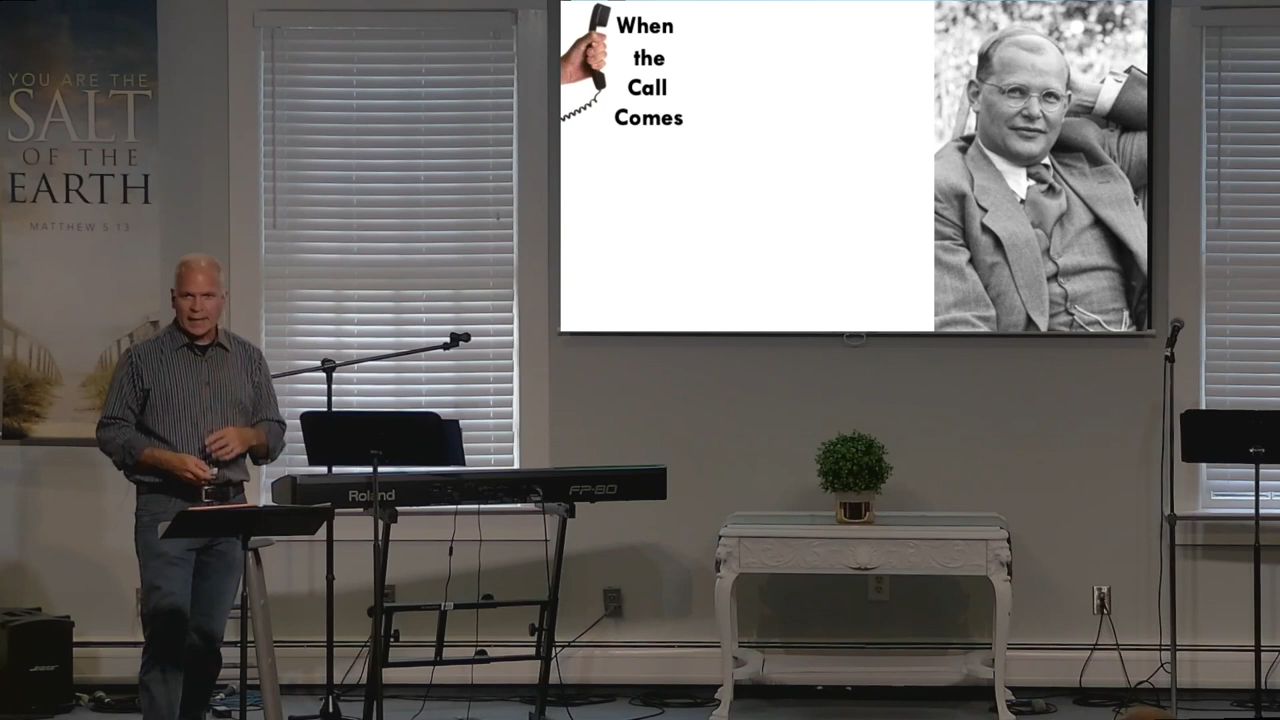 YOU ARE THE
SALT
OF THE
EARTH
MATTHEW 5:13
When
the
Call
Comes
Roland
FP-80
BOSE